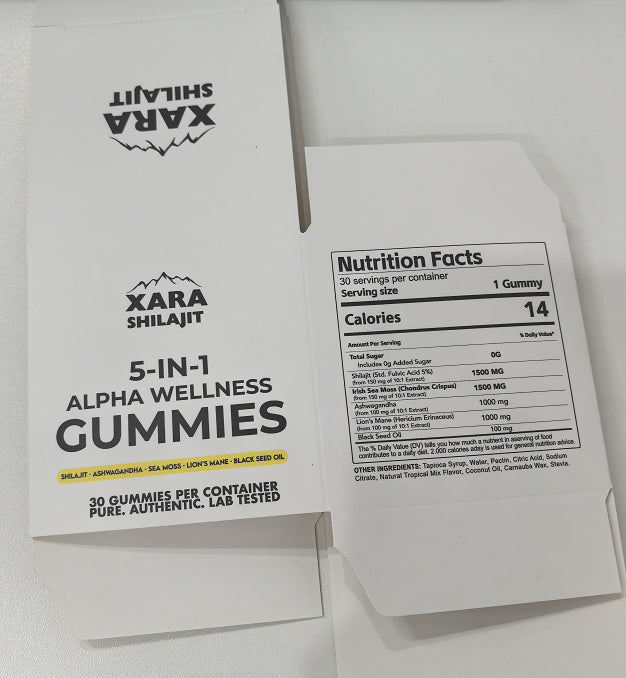 XARA
SHILAJIT
XARA
SHILAJIT
5-IN-1
ALPHA WELLNESS
GUMMIES
SHILAJIT - ASHWAGANDHA - SEA MOSS - LION'S MANE - BLACK SEED OIL
30 GUMMIES PER CONTAINER
PURE. AUTHENTIC. LAB TESTED
Nutrition Facts
30 servings per container
Serving size 1 Gummy
Calories 14
Amount Per Serving % Daily Value*
Total Sugar 0G
Includes 0g Added Sugar
Shilajit (Std. Fulvic Acid 5%) 1500 MG
(from 150 mg of 10:1 Extract)
Irish Sea Moss (Chondrus Crispus) 1500 MG
(from 150 mg of 10:1 Extract)
Ashwagandha 1000 mg
(from 100 mg of 10:1 Extract)
Lion's Mane (Hericium Erinaceus) 1000 mg
(from 100 mg of 10:1 Extract)
Black Seed Oil 100 mg
The % Daily Value (DV) tells you how much a nutrient in aserving of food
contributes to a daily diet. 2,000 calories aday is used for general nutrition advice.
OTHER INGREDIENTS: Tapioca Syrup, Water, Pectin, Citric Acid, Sodium
Citrate, Natural Tropical Mix Flavor, Coconut Oil, Carnauba Wax, Stevia.